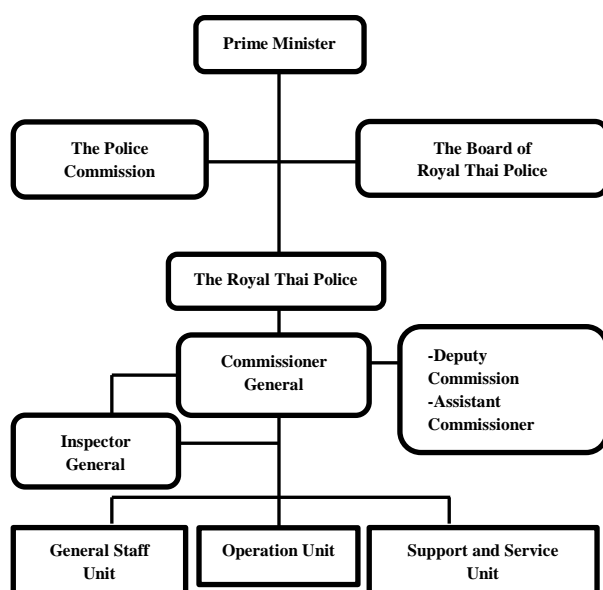 Prime Minister
The Police
Commission
The Board of
Royal Thai Police
The Royal Thai Police
Commissioner
General
-Deputy
Commission
-Assistant
Commissioner
Inspector
General
General Staff
Unit
Operation Unit
Support and Service
Unit